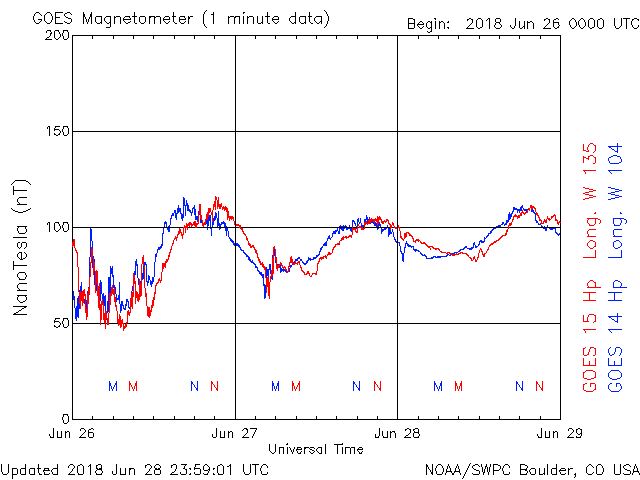 GOES Magnetometer (1 minute data)
Begin: 2018 Jun 26 0000 UTC
200
150
100
50
0
NanoTesla (nT)
M M N N M M N N M M N N
Jun 26 Jun 27 Jun 28 Jun 29
Universal Time
GOES 15 Hp Long. W 135
GOES 14 Hp Long. W 104
Updated 2018 Jun 28 23:59:01 UTC
NOAA/SWPC Boulder, CO USA